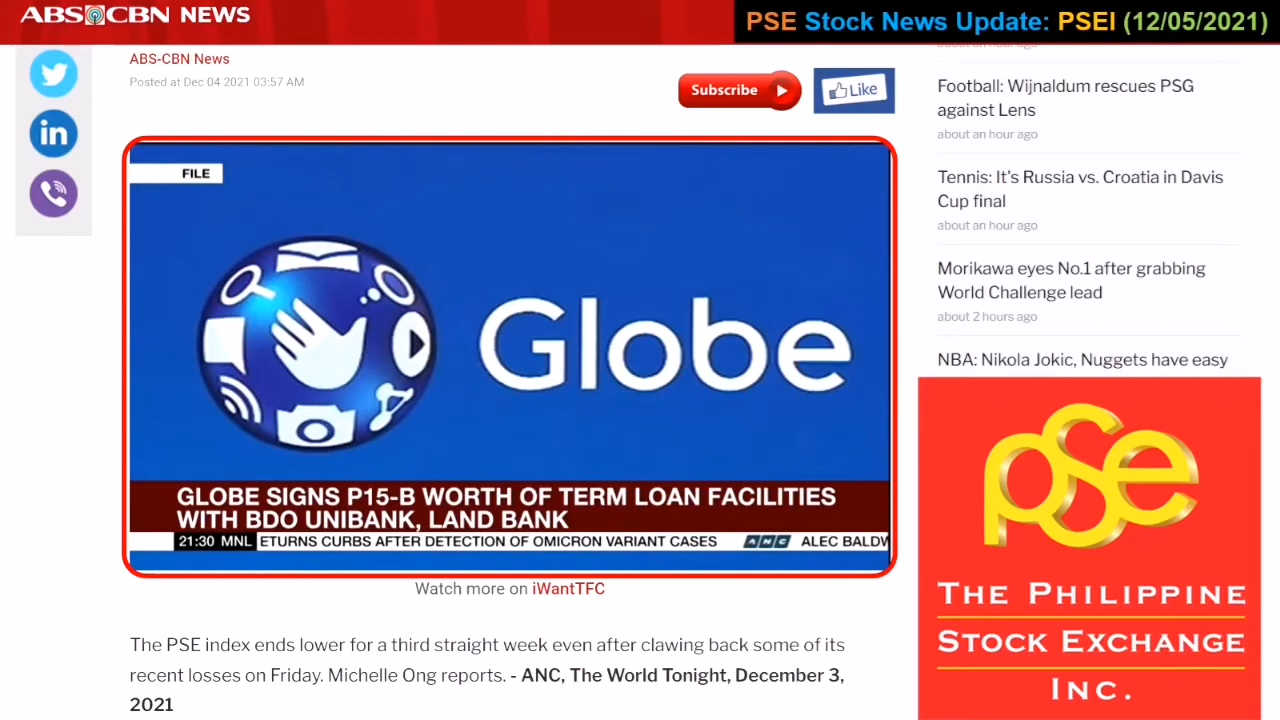 ABS CBN NEWS
PSE Stock News Update: PSEI (12/05/2021)
ABS-CBN News
Posted at Dec 04 2021 03:57 AM
Subscribe
Like
FILE
Globe
GLOBE SIGNS P15-B WORTH OF TERM LOAN FACILITIES
WITH BDO UNIBANK, LAND BANK
21:30 MNL ETURNS CURBS AFTER DETECTION OF OMICRON VARIANT CASES ANC ALEC BALDW
Watch more on iWantTFC
The PSE index ends lower for a third straight week even after clawing back some of its
recent losses on Friday. Michelle Ong reports. - ANC, The World Tonight, December 3,
2021
about an hour ago
Football: Wijnaldum rescues PSG
against Lens
about an hour ago
Tennis: It's Russia vs. Croatia in Davis
Cup final
about an hour ago
Morikawa eyes No.1 after grabbing
World Challenge lead
about 2 hours ago
NBA: Nikola Jokic, Nuggets have easy
pse
THE PHILIPPINE
STOCK EXCHANGE
INC.